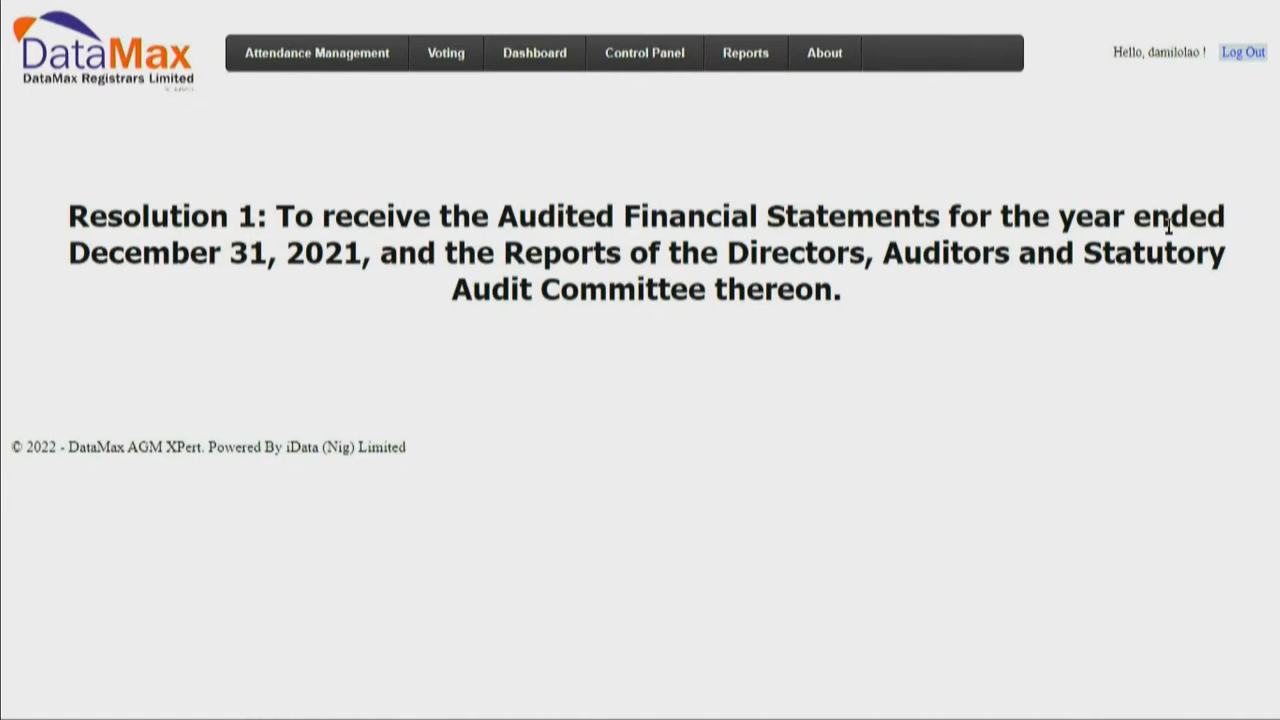 DataMax
DataMax Registrars Limited
Attendance Management Voting Dashboard Control Panel Reports About
Hello, damilolao ! Log Out
Resolution 1: To receive the Audited Financial Statements for the year ended
December 31, 2021, and the Reports of the Directors, Auditors and Statutory
Audit Committee thereon.
© 2022 - DataMax AGM XPert. Powered By iData (Nig) Limited